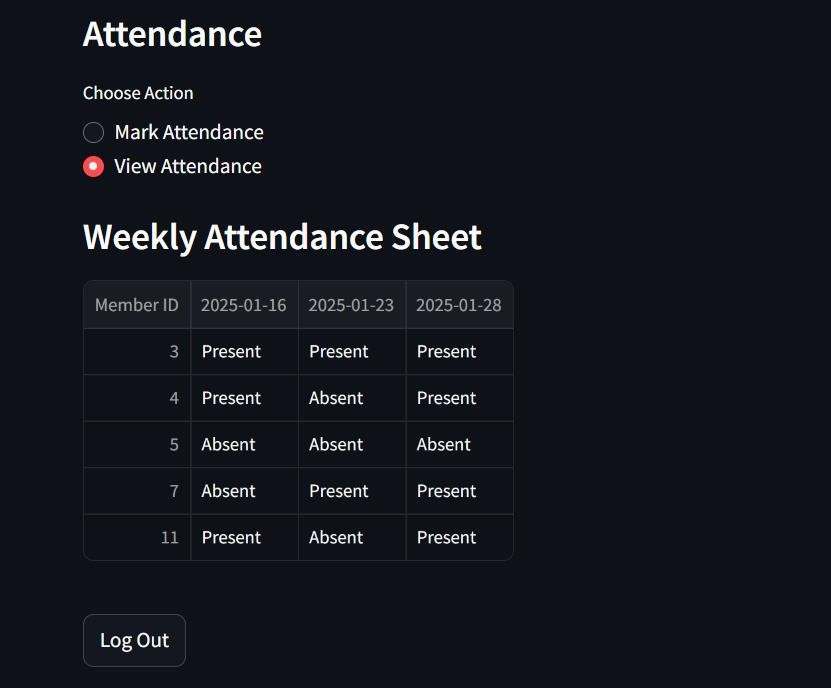 Attendance
Choose Action
Mark Attendance
View Attendance
Weekly Attendance Sheet
Member ID 2025-01-16 2025-01-23 2025-01-28
3 Present Present Present
4 Present Absent Present
5 Absent Absent Absent
7 Absent Present Present
11 Present Absent Present
Log Out